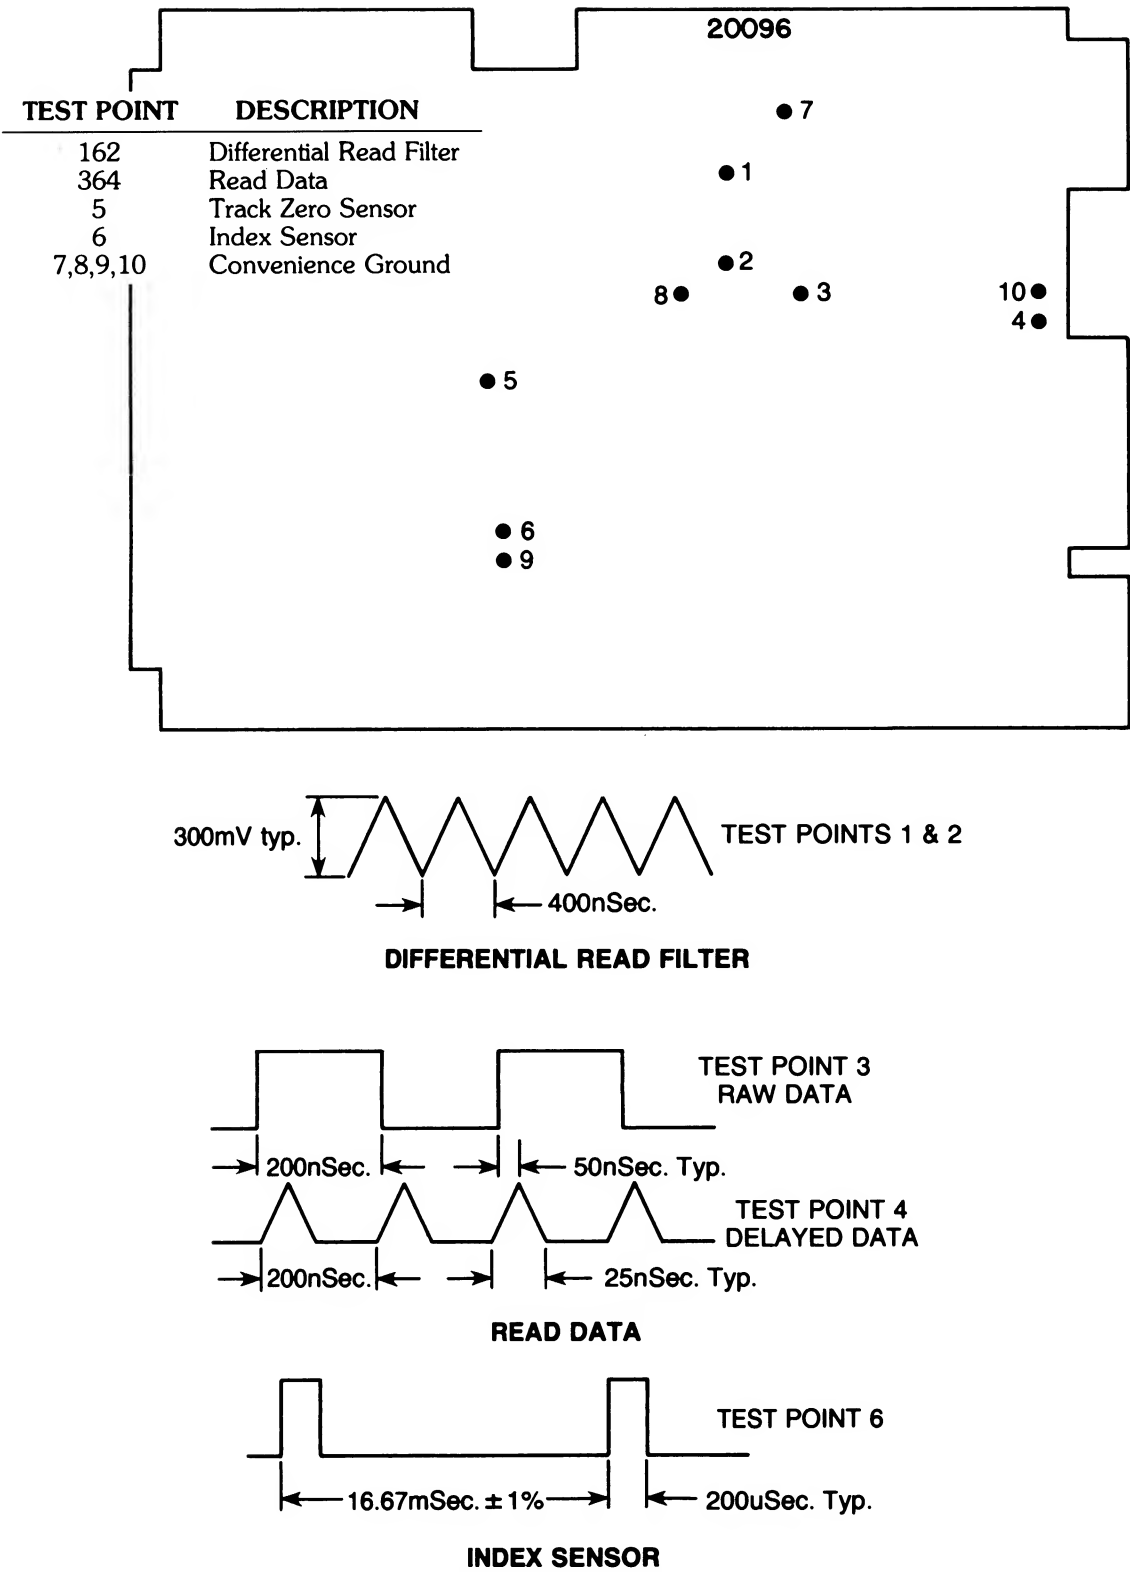 20096
TEST POINT DESCRIPTION
162 Differential Read Filter
364 Read Data
5 Track Zero Sensor
6 Index Sensor
7,8,9,10 Convenience Ground
7
1
2
8 3
10
4
5
6
9
300mV typ.
TEST POINTS 1 & 2
400nSec.
DIFFERENTIAL READ FILTER
TEST POINT 3
RAW DATA
200nSec. 50nSec. Typ.
TEST POINT 4
DELAYED DATA
200nSec. 25nSec. Typ.
READ DATA
TEST POINT 6
16.67mSec. ± 1% 200uSec. Typ.
INDEX SENSOR